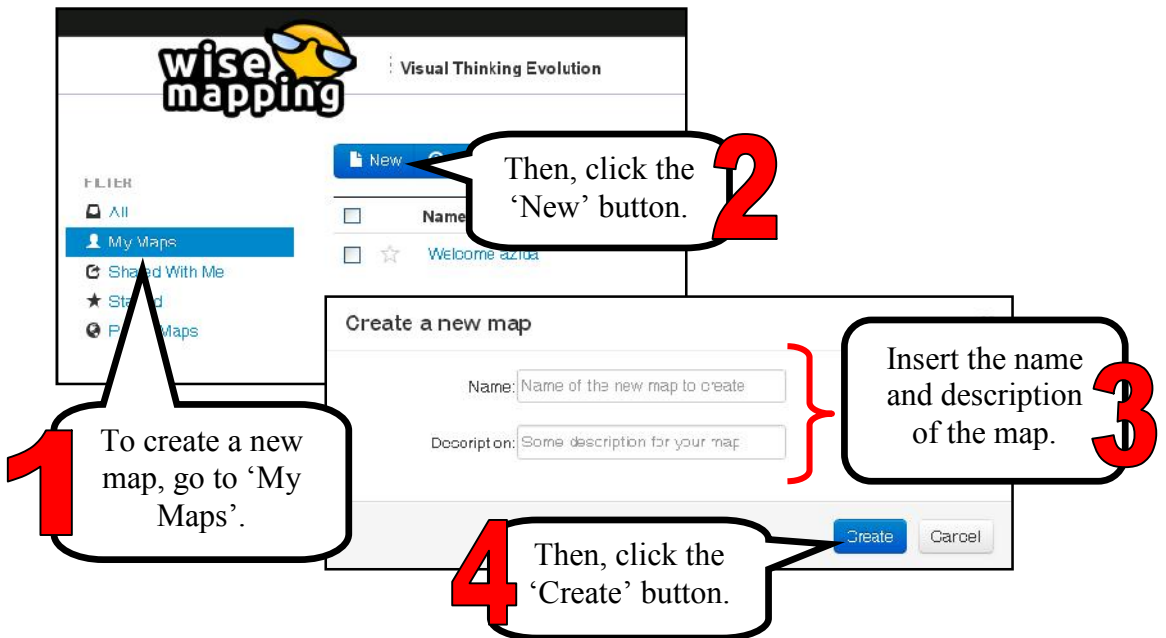 wise
mapping
Visual Thinking Evolution
New
FILTER
All
Name
My Maps
Welcome azida
Shared With Me
Maps
1
To create a new
map, go to ‘My
Maps’.
2
Then, click the
‘New’ button.
Create a new map
Name: Name of the new map to create
Description: Some description for your map
3
Insert the name
and description
of the map.
4
Then, click the
‘Create’ button.
Create
Cancel